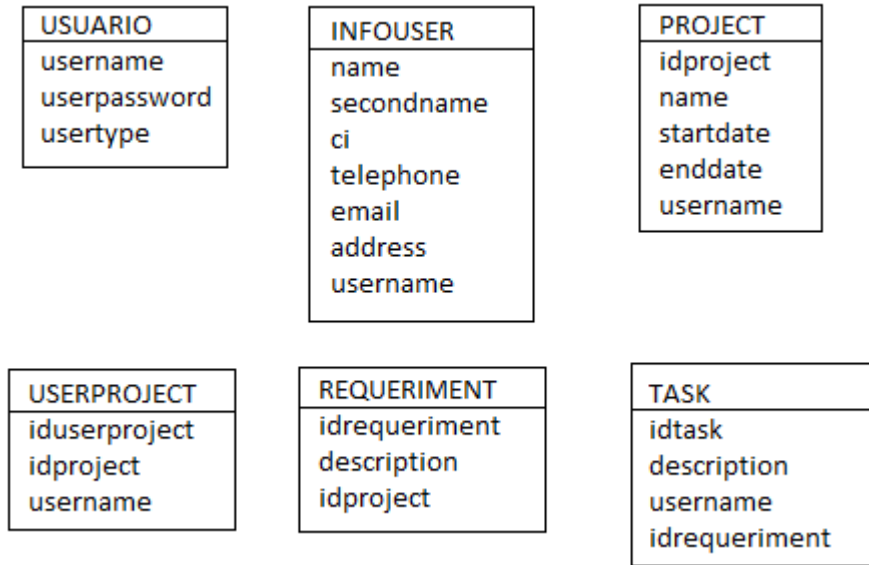 USUARIO
username
userpassword
usertype
INFOUSER
name
secondname
ci
telephone
email
address
username
PROJECT
idproject
name
startdate
enddate
username
USERPROJECT
iduserproject
idproject
username
REQUERIMENT
idrequeriment
description
idproject
TASK
idtask
description
username
idrequeriment